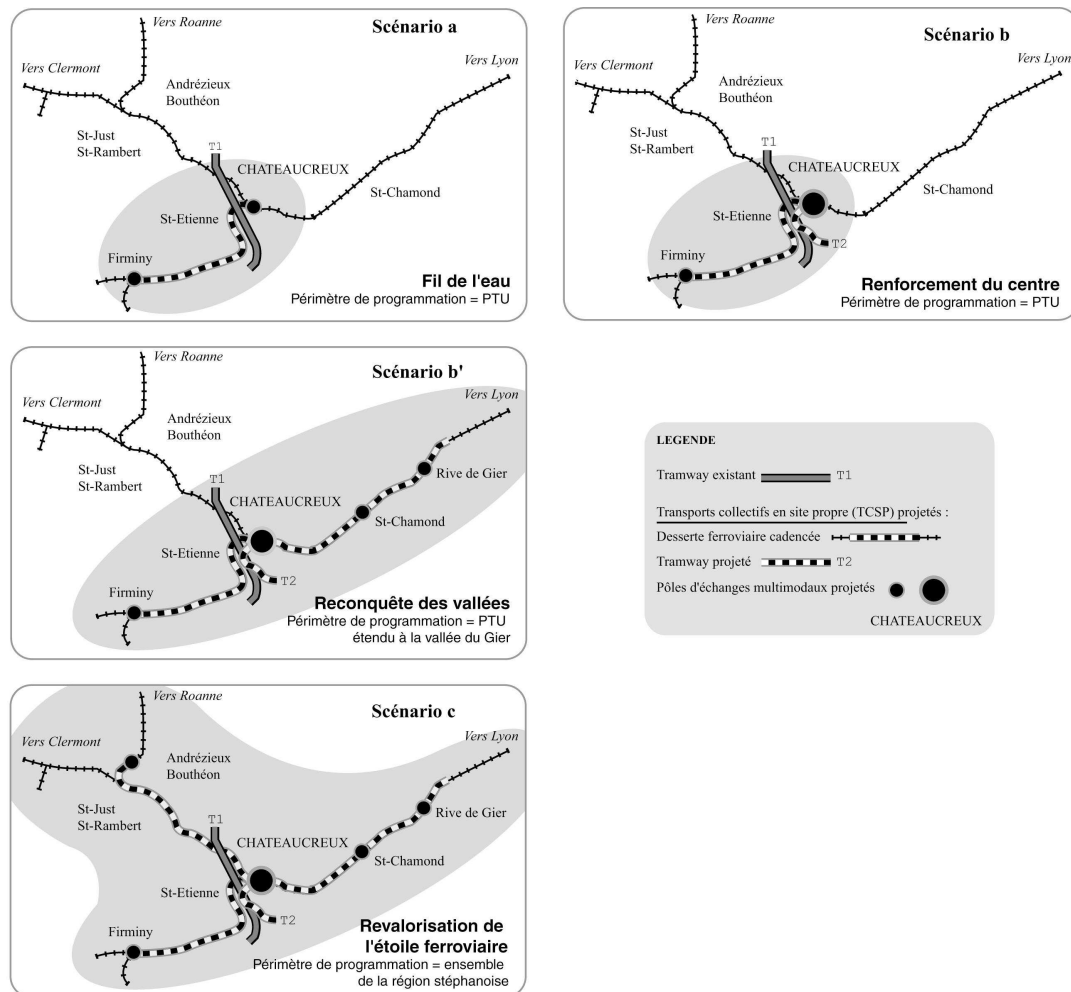 Scénario a
Vers Roanne
Vers Lyon
Vers Clermont
Andrézieux
Bouthéon
St-Just
St-Rambert
T1
CHATEAUCREUX
St-Chamond
St-Etienne
Firminy
Fil de l'eau
Périmètre de programmation = PTU
Scénario b
Vers Roanne
Vers Lyon
Vers Clermont
Andrézieux
Bouthéon
St-Just
St-Rambert
T1
CHATEAUCREUX
St-Chamond
St-Etienne
T2
Firminy
Renforcement du centre
Périmètre de programmation = PTU
Scénario b'
Vers Roanne
Vers Lyon
Vers Clermont
Andrézieux
Bouthéon
St-Just
St-Rambert
Rive de Gier
T1
CHATEAUCREUX
St-Chamond
St-Etienne
T2
Firminy
Reconquête des vallées
Périmètre de programmation = PTU
étendu à la vallée du Gier
LEGENDE
Tramway existant T1
Transports collectifs en site propre (TCSP) projetés :
Desserte ferroviaire cadencée
Tramway projeté T2
Pôles d'échanges multimodaux projetés
CHATEAUCREUX
Scénario c
Vers Roanne
Vers Lyon
Vers Clermont
Andrézieux
Bouthéon
St-Just
St-Rambert
Rive de Gier
T1
CHATEAUCREUX
St-Chamond
St-Etienne
T2
Firminy
Revalorisation de
l'étoile ferroviaire
Périmètre de programmation = ensemble
de la région stéphanoise